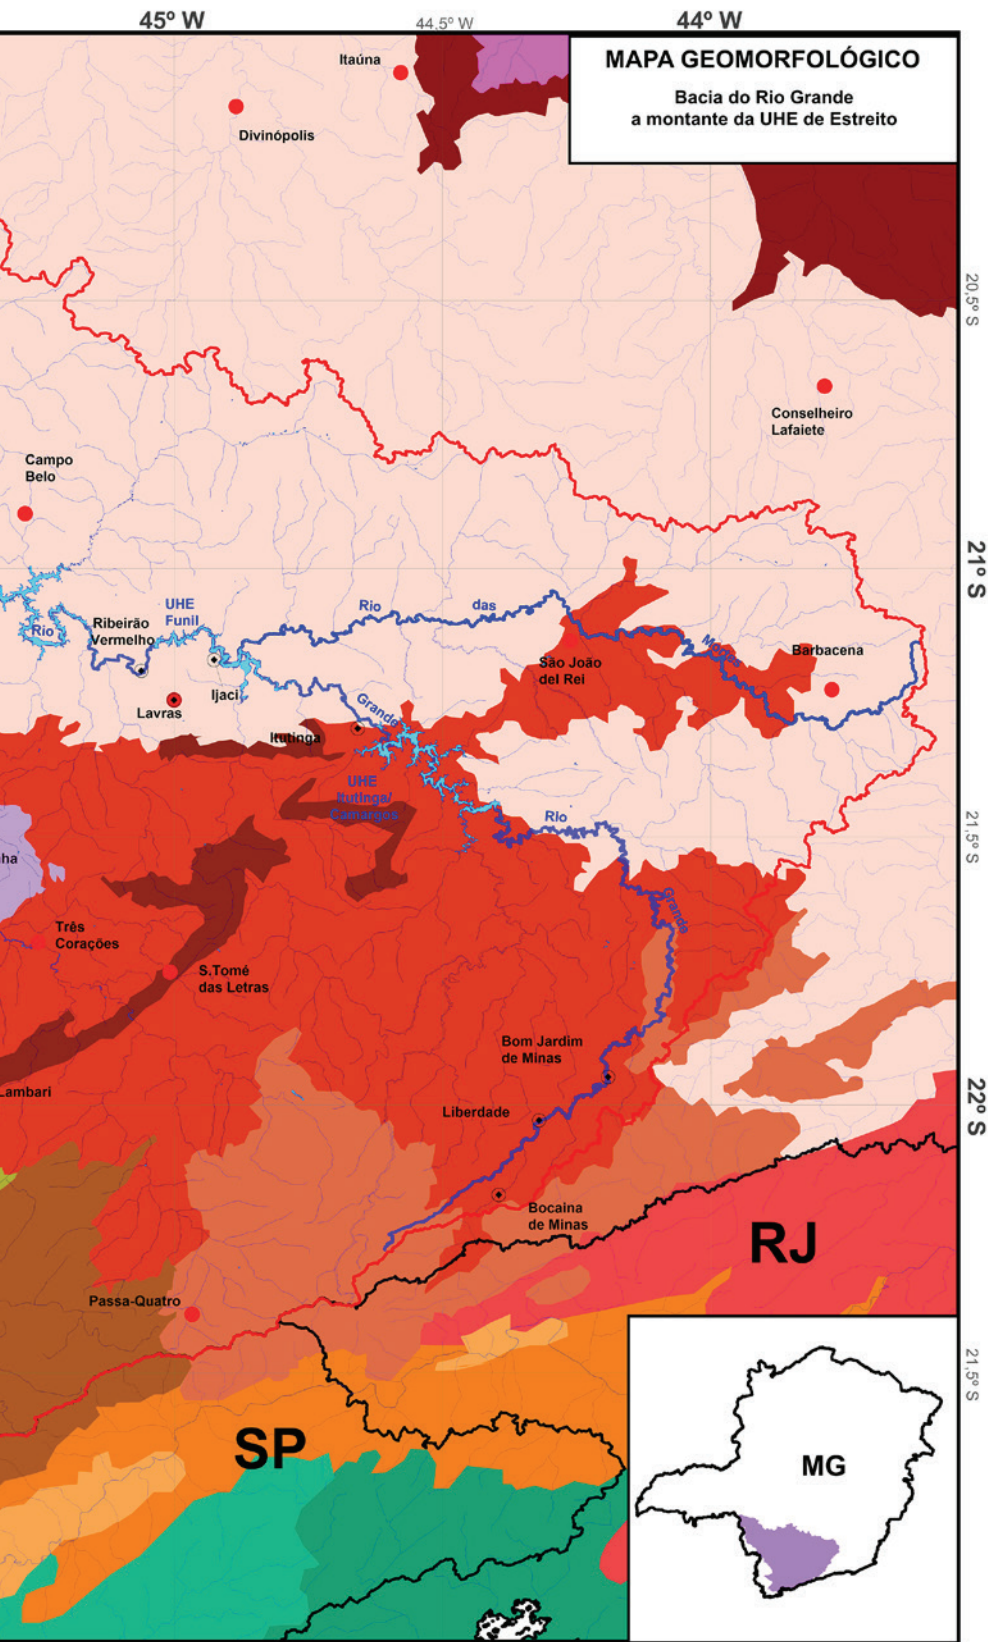 45º W
44.5º W
44º W
MAPA GEOMORFOLÓGICO
Bacia do Rio Grande
a montante da UHE de Estreito
Itaúna
Divinópolis
20,5º S
Conselheiro
Lafaiete
Campo
Belo
21º S
UHE
Funil
Rio
das
Mortes
Rio
Ribeirão
Vermelho
Barbacena
São João
del Rei
Ijaci
Lavras
Grande
Itutinga
UHE
Itutinga/
Camargos
Rio
21,5º S
nha
Grande
Três
Corações
S.Tomé
das Letras
Bom Jardim
de Minas
Lambari
Liberdade
22º S
Bocaina
de Minas
RJ
Passa-Quatro
21,5º S
SP
MG